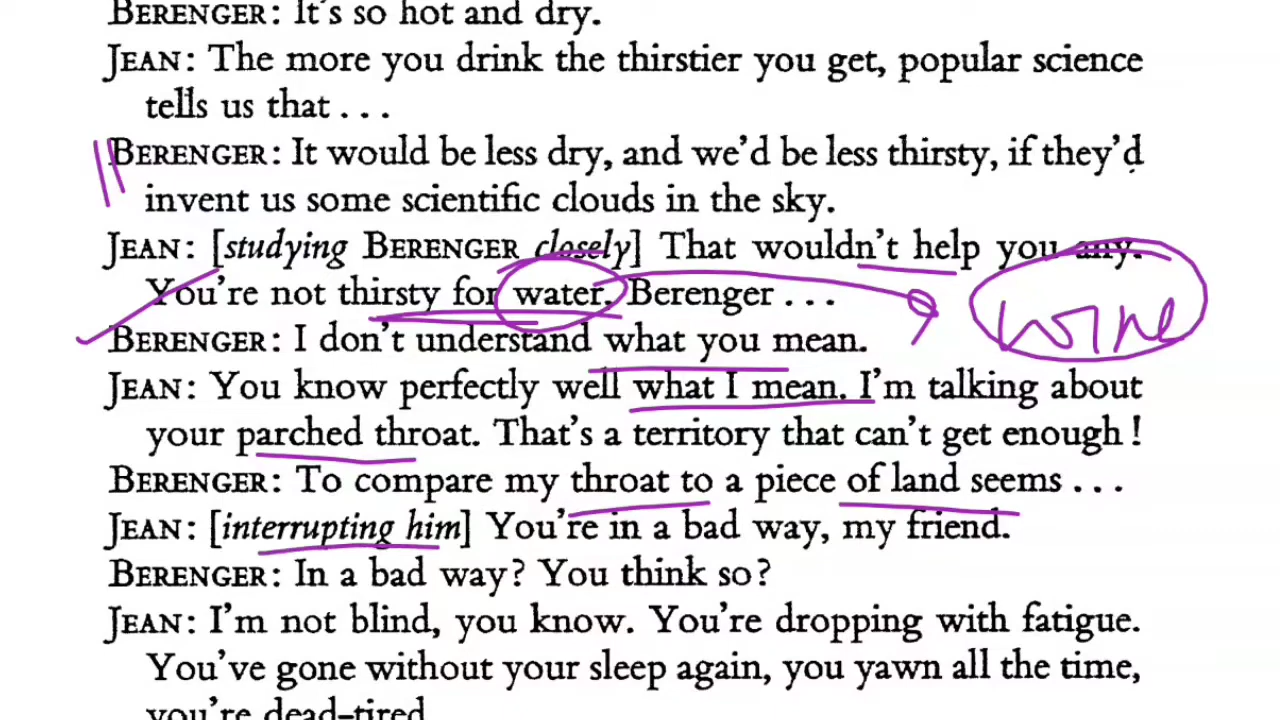 BERENGER: It's so hot and dry.
JEAN: The more you drink the thirstier you get, popular science
tells us that . . .
BERENGER: It would be less dry, and we'd be less thirsty, if they'd
invent us some scientific clouds in the sky.
JEAN: [studying BERENGER closely] That wouldn't help you any.
You're not thirsty for water. Berenger . . .
wine
BERENGER: I don't understand what you mean.
JEAN: You know perfectly well what I mean. I'm talking about
your parched throat. That's a territory that can't get enough!
BERENGER: To compare my throat to a piece of land seems . . .
JEAN: [interrupting him] You're in a bad way, my friend.
BERENGER: In a bad way? You think so?
JEAN: I'm not blind, you know. You're dropping with fatigue.
You've gone without your sleep again, you yawn all the time,
you're dead-tired